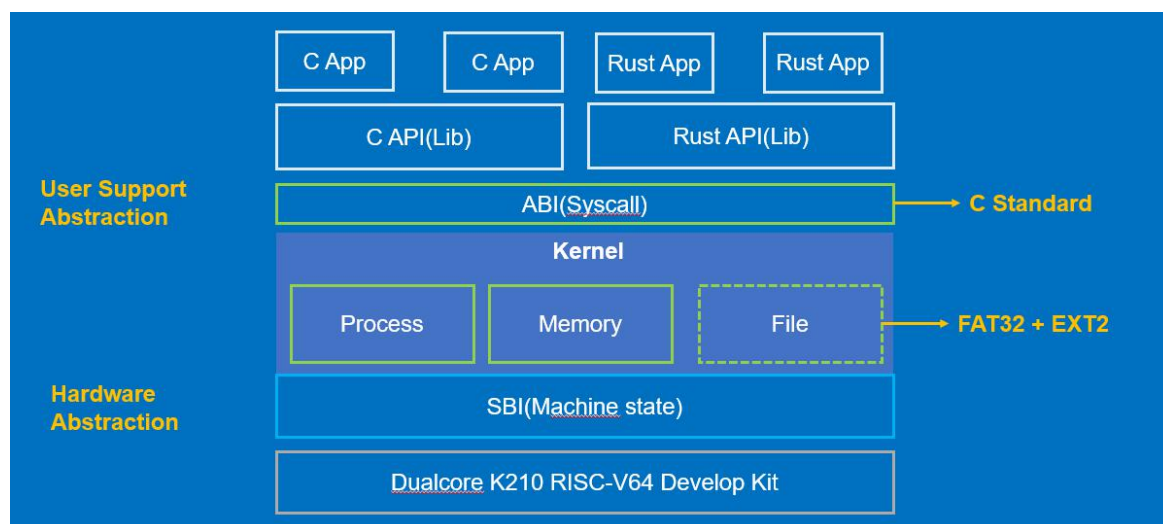 C App
C App
Rust App
Rust App
C API(Lib)
Rust API(Lib)
User Support
Abstraction
ABI(Syscall)
C Standard
Kernel
Process
Memory
File
FAT32 + EXT2
Hardware
Abstraction
SBI(Machine state)
Dualcore K210 RISC-V64 Develop Kit